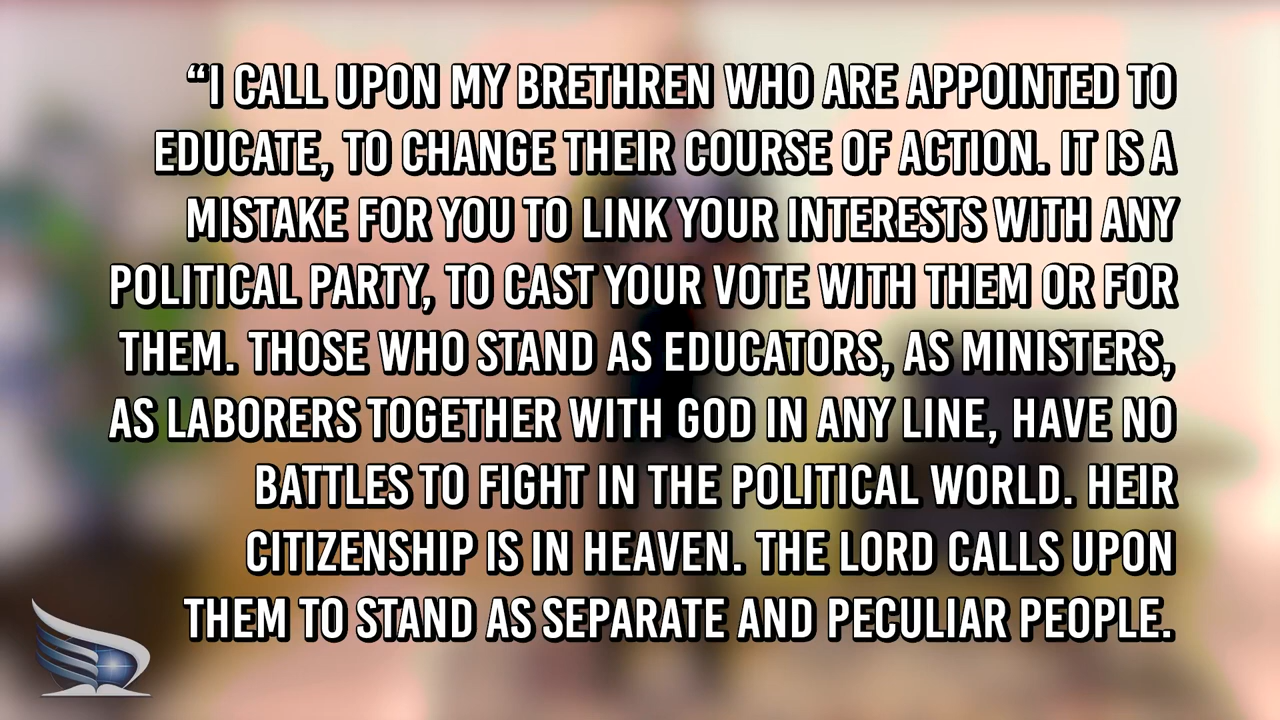 “I CALL UPON MY BRETHREN WHO ARE APPOINTED TO
EDUCATE, TO CHANGE THEIR COURSE OF ACTION. IT IS A
MISTAKE FOR YOU TO LINK YOUR INTERESTS WITH ANY
POLITICAL PARTY, TO CAST YOUR VOTE WITH THEM OR FOR
THEM. THOSE WHO STAND AS EDUCATORS, AS MINISTERS,
AS LABORERS TOGETHER WITH GOD IN ANY LINE, HAVE NO
BATTLES TO FIGHT IN THE POLITICAL WORLD. HEIR
CITIZENSHIP IS IN HEAVEN. THE LORD CALLS UPON
THEM TO STAND AS SEPARATE AND PECULIAR PEOPLE.